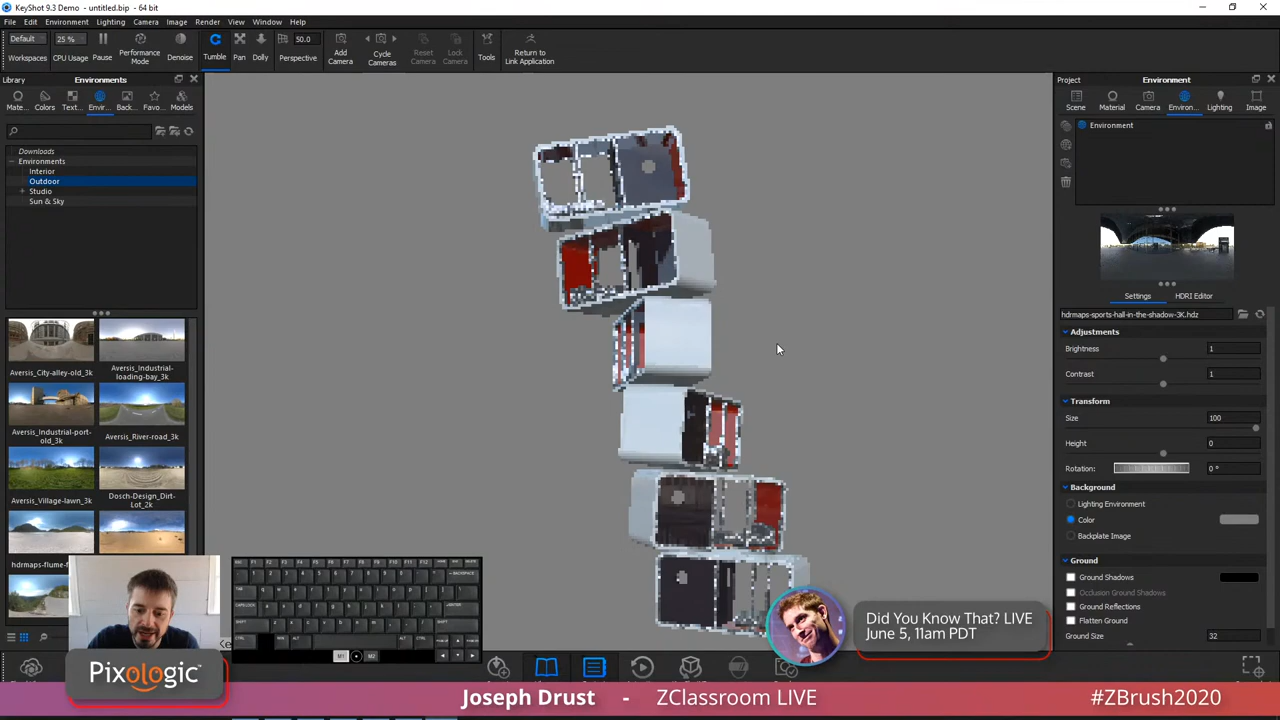 KeyShot 9.3 Demo - untitled.bip - 64 bit
File Edit Environment Lighting Camera Image Render View Window Help
Default 25 % 50.0
Workspaces CPU Usage Pause Performance Mode Denoise Tumble Pan Dolly Perspective Add Camera Cycle Cameras Reset Camera Lock Camera Tools Return to Link Application
Library Environments
Mate... Colors Text... Envir... Back... Favo... Models
Downloads
Environments
Interior
Outdoor
Studio
Sun & Sky
Aversis_City-alley-old_3k
Aversis_Industrial-loading-bay_3k
Aversis_Industrial-port-old_3k
Aversis_River-road_3k
Aversis_Village-lawn_3k
Dosch-Design_Dirt-Lot_2k
Project Environment
Scene Material Camera Environ... Lighting Image
Environment
Settings HDRI Editor
hdrmaps-sports-hall-in-the-shadow-3K.hdz
Adjustments
Brightness 1
Contrast 1
Transform
Size 100
Height 0
Rotation: 0 °
Background
Lighting Environment
Color
Backplate Image
Ground
Ground Shadows
Occlusion Ground Shadows
Ground Reflections
Flatten Ground
Ground Size 32
M1 M2
Did You Know That? LIVE
June 5, 11am PDT
Pixologic™
Joseph Drust - ZClassroom LIVE #ZBrush2020